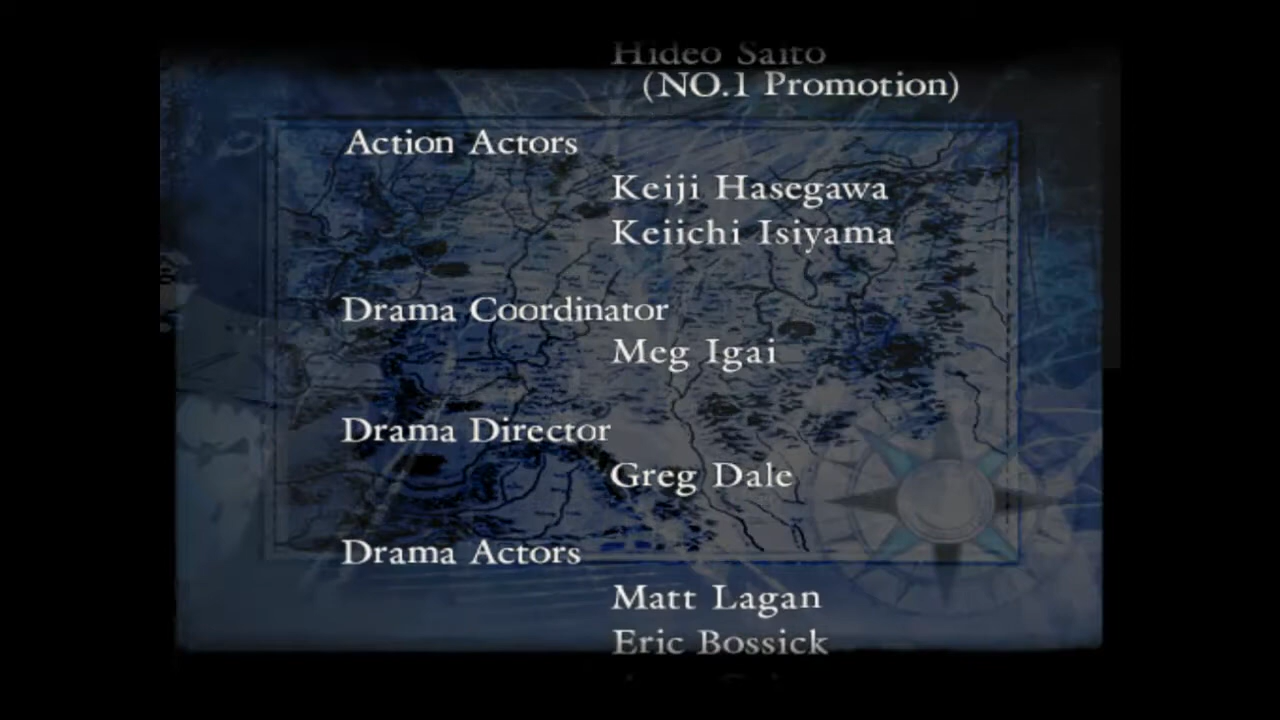 Hideo Saito
(NO.1 Promotion)
Action Actors
Keiji Hasegawa
Keiichi Isiyama
Drama Coordinator
Meg Igai
Drama Director
Greg Dale
Drama Actors
Matt Lagan
Eric Bossick